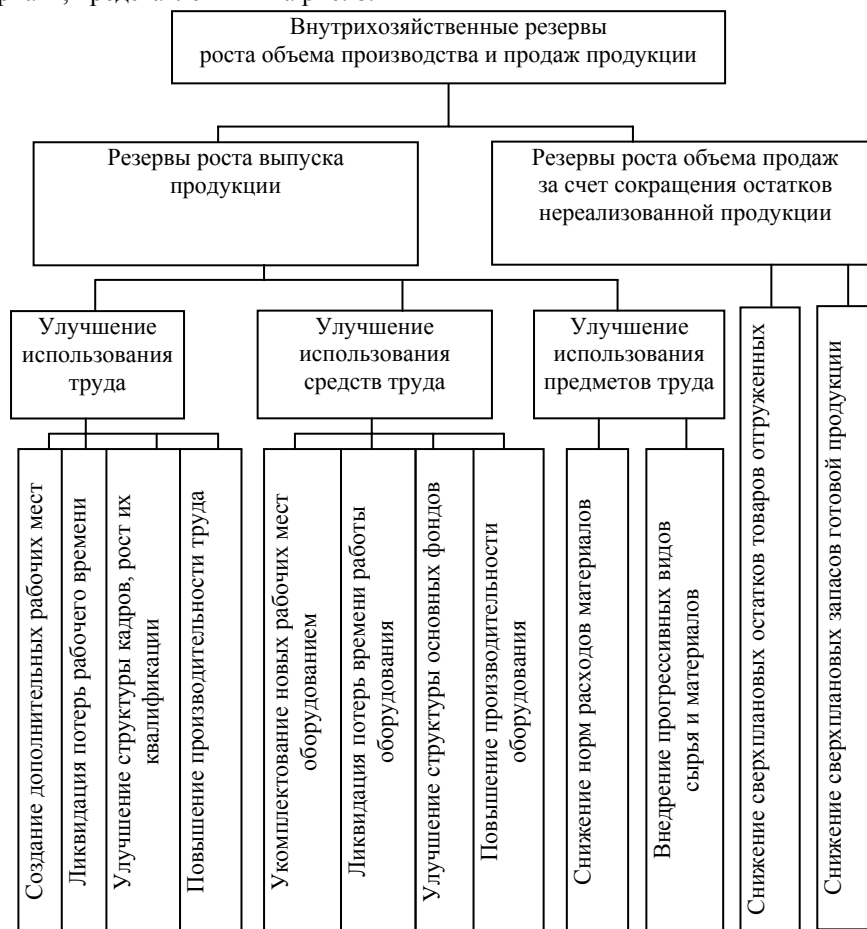 Внутрихозяйственные резервы
роста объема производства и продаж продукции
Резервы роста выпуска
продукции
Резервы роста объема продаж
за счет сокращения остатков
нереализованной продукции
Улучшение
использования
труда
Улучшение
использования
средств труда
Улучшение
использования
предметов труда
Создание дополнительных рабочих мест
Ликвидация потерь рабочего времени
Улучшение структуры кадров, рост их
квалификации
Повышение производительности труда
Укомплектование новых рабочих мест
оборудованием
Ликвидация потерь времени работы
оборудования
Улучшение структуры основных фондов
Повышение производительности
оборудования
Снижение норм расходов материалов
Внедрение прогрессивных видов
сырья и материалов
Снижение сверхплановых остатков товаров отгруженных
Снижение сверхплановых запасов готовой продукции